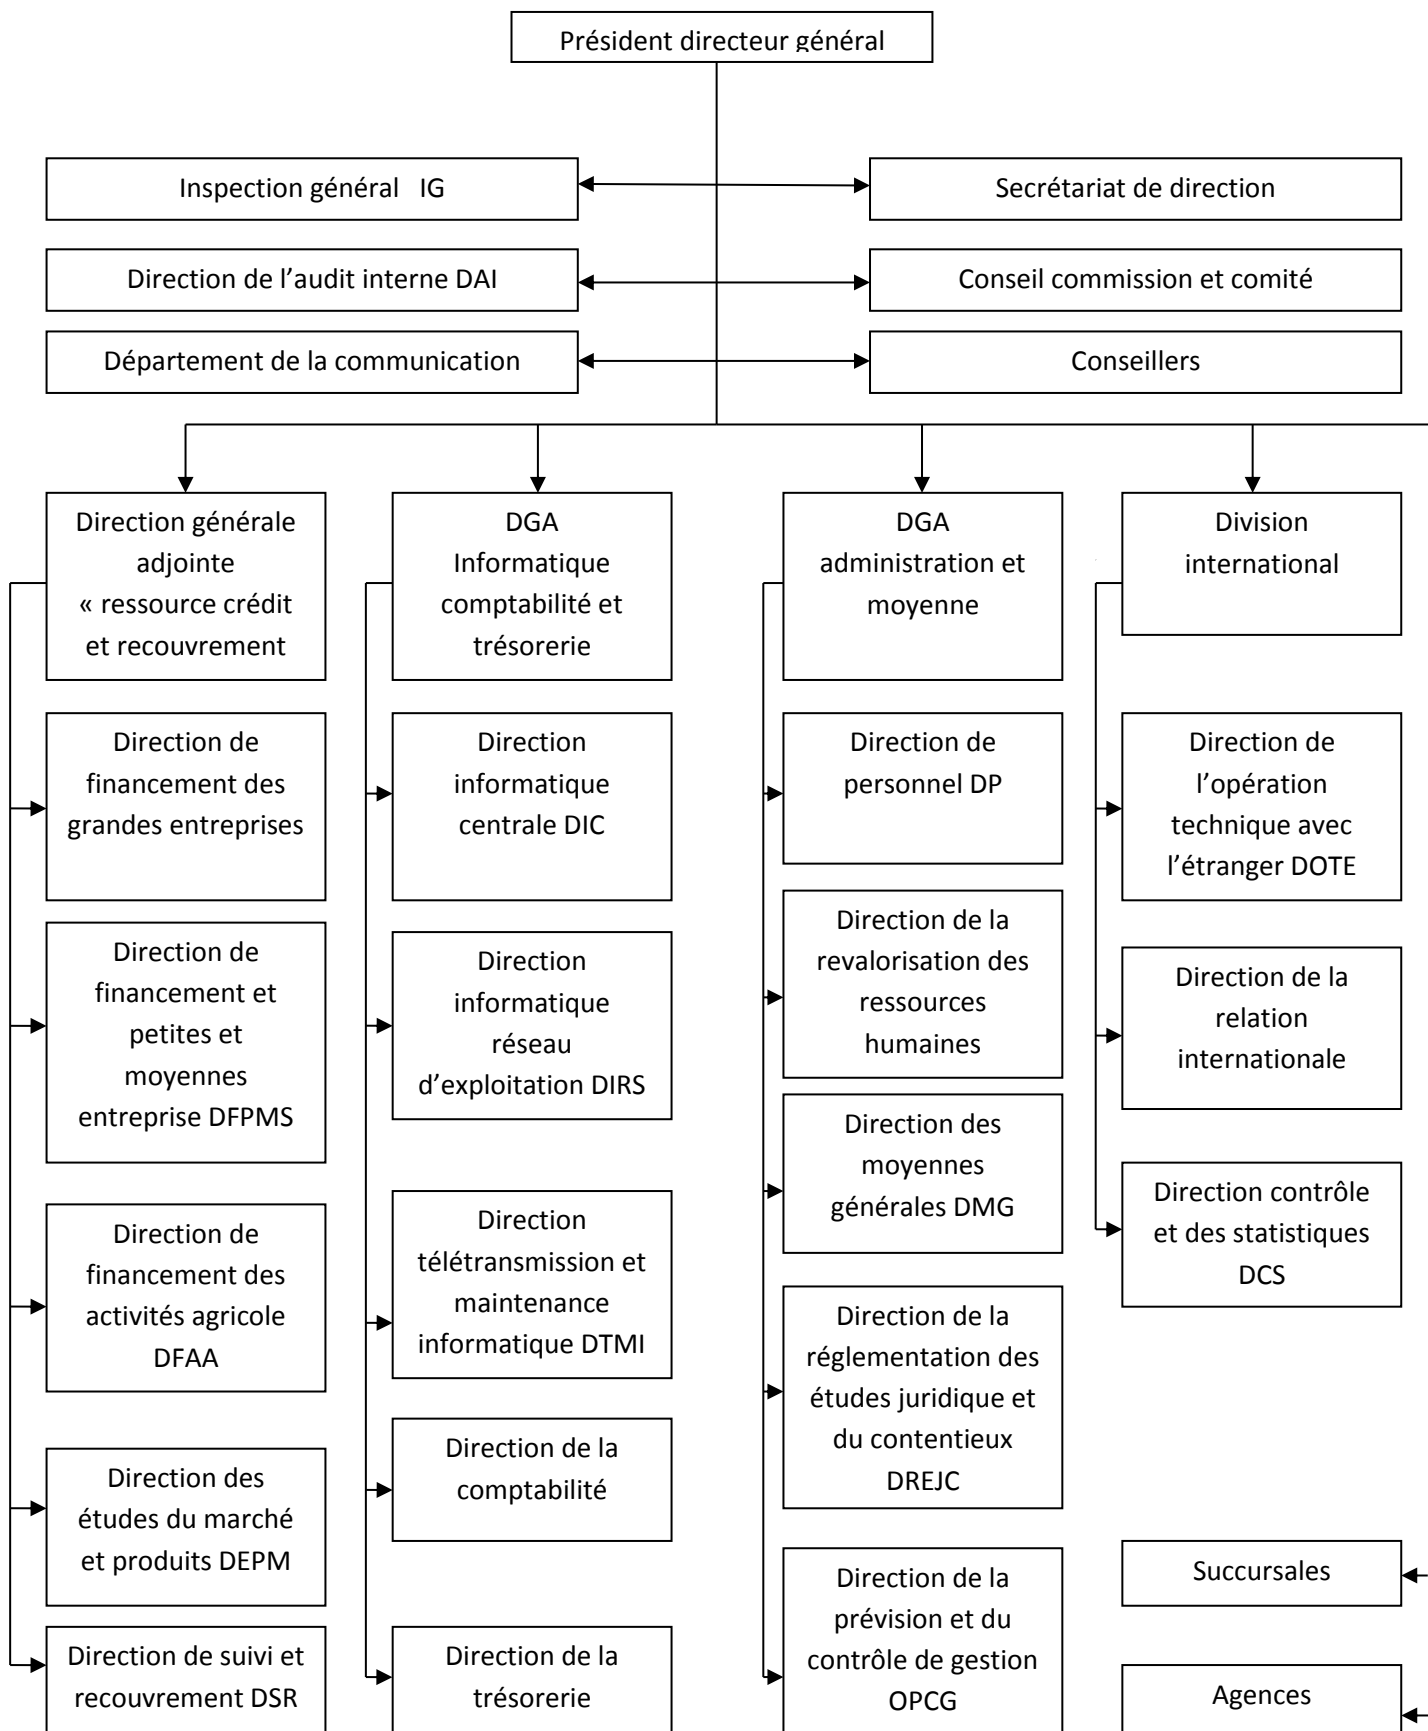 Président directeur général
Inspection général   IG
Secrétariat de direction
Direction de l’audit interne DAI
Conseil commission et comité
Département de la communication
Conseillers
Direction générale
adjointe
« ressource crédit
et recouvrement
DGA
Informatique
comptabilité et
trésorerie
DGA
administration et
moyenne
Division
international
Direction de
financement des
grandes entreprises
Direction
informatique
centrale DIC
Direction de
personnel DP
Direction de
l’opération
technique avec
l’étranger DOTE
Direction de
financement et
petites et
moyennes
entreprise DFPMS
Direction
informatique
réseau
d’exploitation DIRS
Direction de la
revalorisation des
ressources
humaines
Direction de la
relation
internationale
Direction des
moyennes
générales DMG
Direction de
financement des
activités agricole
DFAA
Direction
télétransmission et
maintenance
informatique DTMI
Direction de la
réglementation des
études juridique et
du contentieux
DREJC
Direction contrôle
et des statistiques
DCS
Direction des
études du marché
et produits DEPM
Direction de la
comptabilité
Direction de la
prévision et du
contrôle de gestion
OPCG
Succursales
Direction de suivi et
recouvrement DSR
Direction de la
trésorerie
Agences